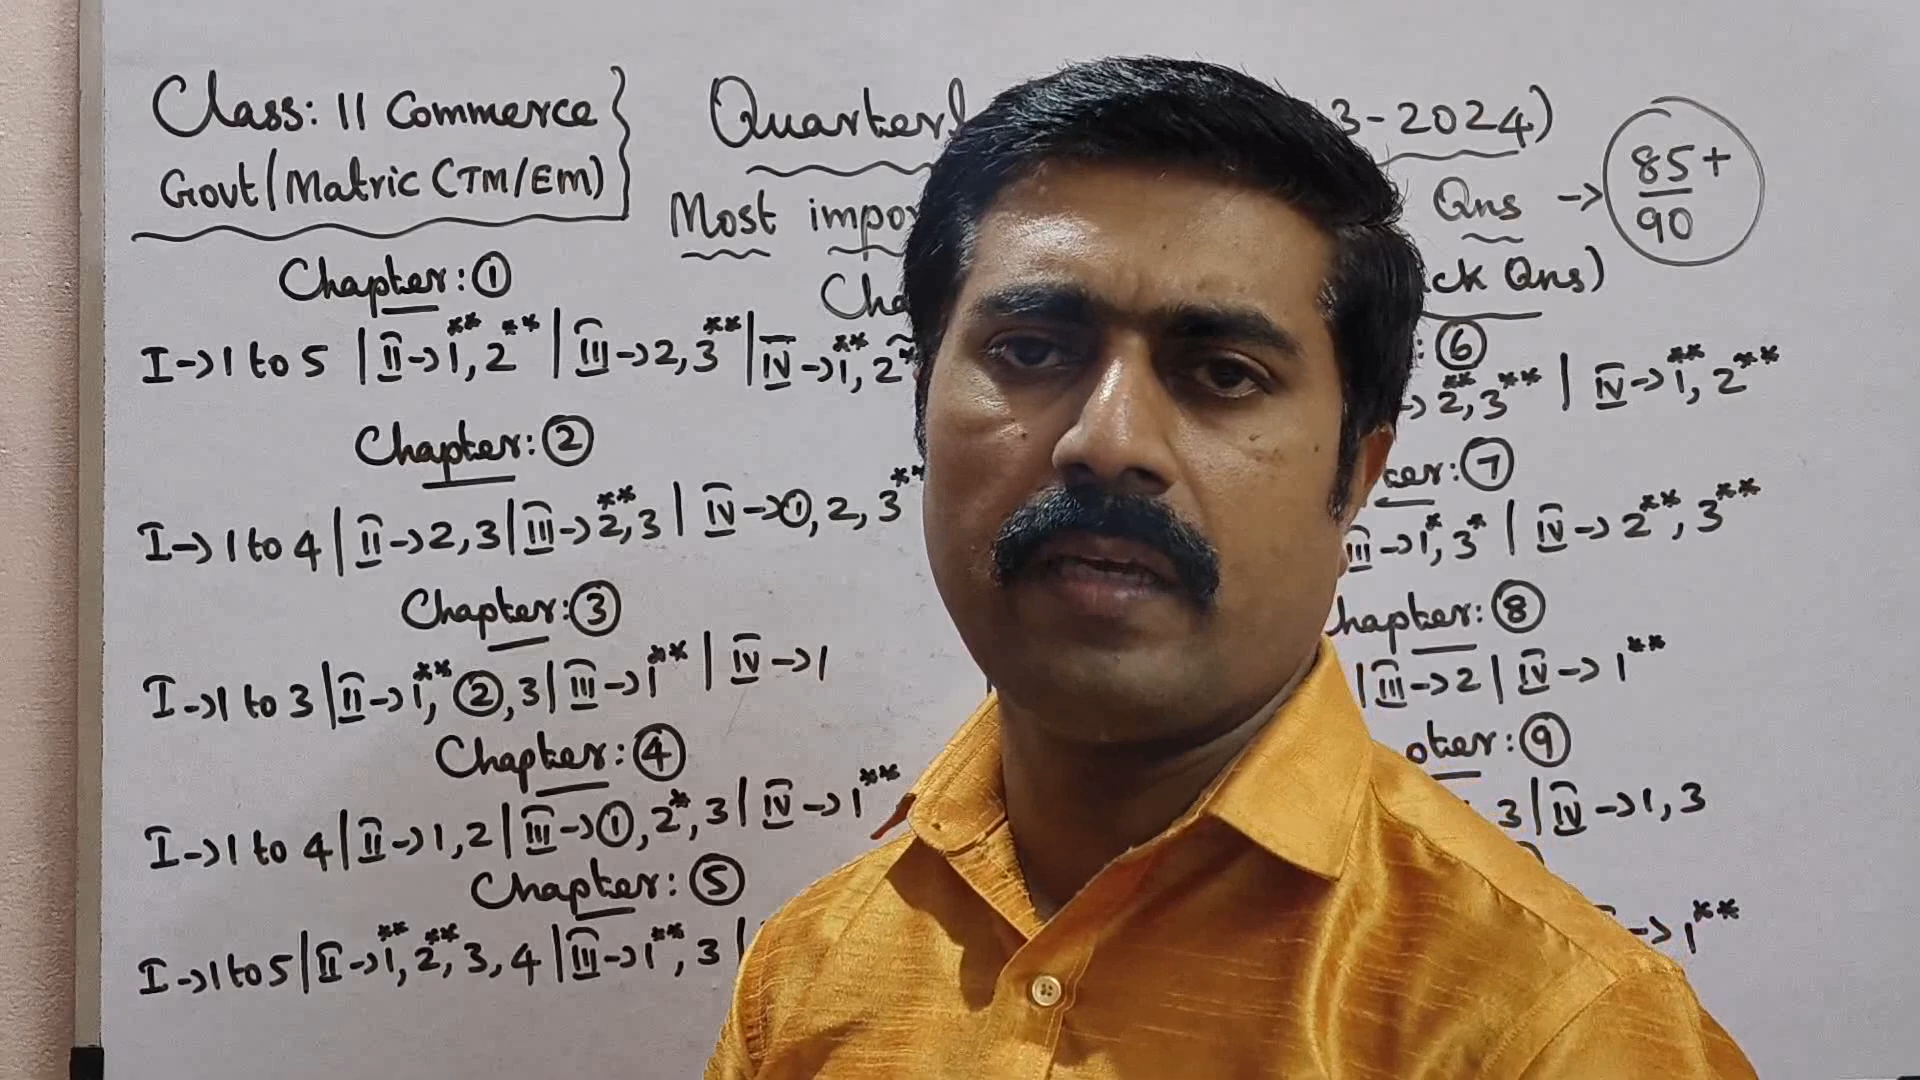 Class: 11 Commerce
Govt/Matric (TM/EM)
3-2024)
Most
Qns → 85+/90
Qns)
Chapter: ①
I→1 to 5 | II→1**, 2** | III→2, 3** | IV→1**, 2**
Chapter: ②
I→1 to 4 | II→2, 3 | III→2**, 3 | IV→①, 2, 3**
Chapter: ③
I→1 to 3 | II→1**, ②, 3 | III→1** | IV→1
Chapter: ④
I→1 to 4 | II→1, 2 | III→①, 2*, 3 | IV→1**
Chapter: ⑤
I→1 to 5 | II→1**, 2**, 3, 4 | III→1**, 3 |
: ⑥
→2**, 3** | IV→1**, 2**
: ⑦
III→1*, 3* | IV→2**, 3**
Chapter: ⑧
| III→2 | IV→1**
: ⑨
3 | IV→1, 3
→1**